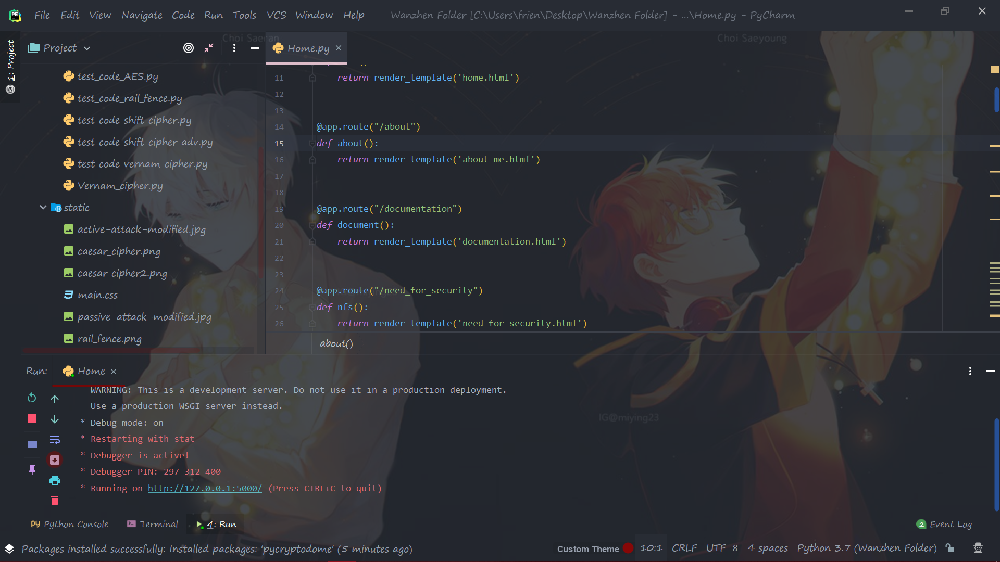 File Edit View Navigate Code Run Tools VCS Window Help Wanzhen Folder [C:\Users\frien\Desktop\Wanzhen Folder] - ...\Home.py - PyCharm
Choi Saeran
Choi Saeyoung
1: Project
Project
Home.py
test_code_AES.py
test_code_rail_fence.py
test_code_shift_cipher.py
test_code_shift_cipher_adv.py
test_code_vernam_cipher.py
Vernam_cipher.py
static
active-attack-modified.jpg
caesar_cipher.png
caesar_cipher2.png
main.css
passive-attack-modified.jpg
rail_fence.png
11 return render_template('home.html')
12
13
14 @app.route("/about")
15 def about():
16 return render_template('about_me.html')
17
18
19 @app.route("/documentation")
20 def document():
21 return render_template('documentation.html')
22
23
24 @app.route("/need_for_security")
25 def nfs():
26 return render_template('need_for_security.html')
about()
Run: Home
WARNING: This is a development server. Do not use it in a production deployment.
Use a production WSGI server instead.
* Debug mode: on
* Restarting with stat
* Debugger is active!
* Debugger PIN: 297-312-400
* Running on http://127.0.0.1:5000/ (Press CTRL+C to quit)
IG@miying23
Python Console Terminal 4: Run 2 Event Log
Packages installed successfully: Installed packages: 'pycryptodome' (5 minutes ago) Custom Theme 10:1 CRLF UTF-8 4 spaces Python 3.7 (Wanzhen Folder)